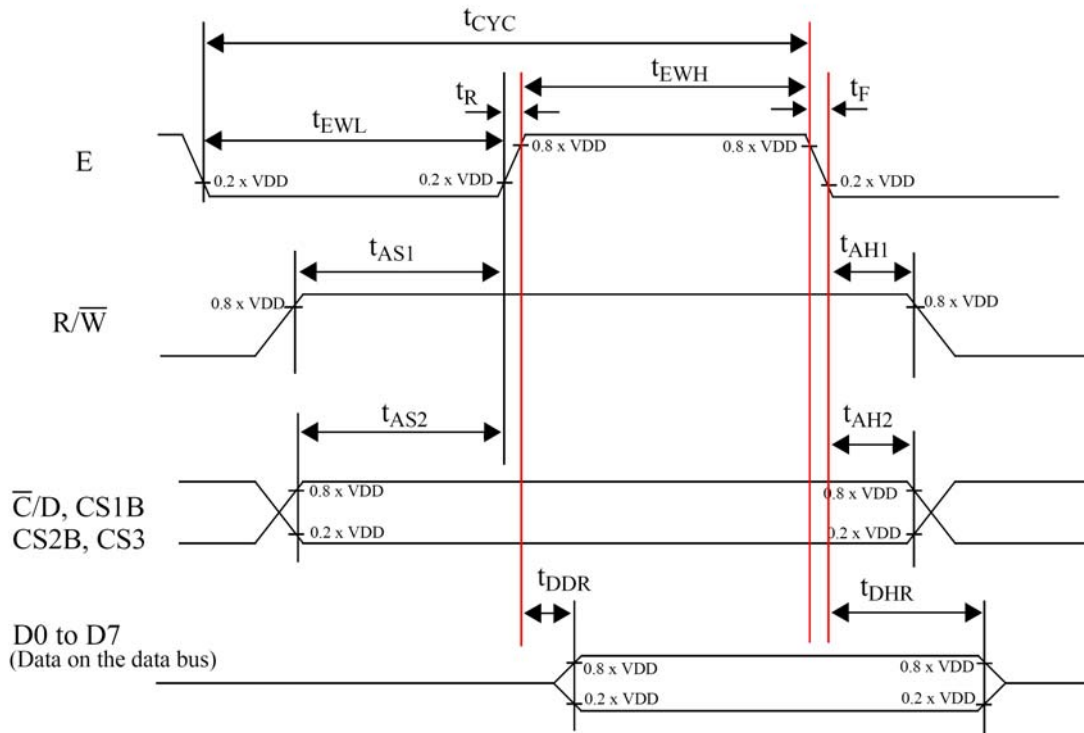 tCYC
tEWH
tR
tF
tEWL
E
0.8 x VDD
0.8 x VDD
0.2 x VDD
0.2 x VDD
0.2 x VDD
tAS1
tAH1
0.8 x VDD
0.8 x VDD
R/W̅
tAS2
tAH2
C̅/D, CS1B
CS2B, CS3
0.8 x VDD
0.8 x VDD
0.2 x VDD
0.2 x VDD
tDDR
tDHR
D0 to D7
(Data on the data bus)
0.8 x VDD
0.8 x VDD
0.2 x VDD
0.2 x VDD